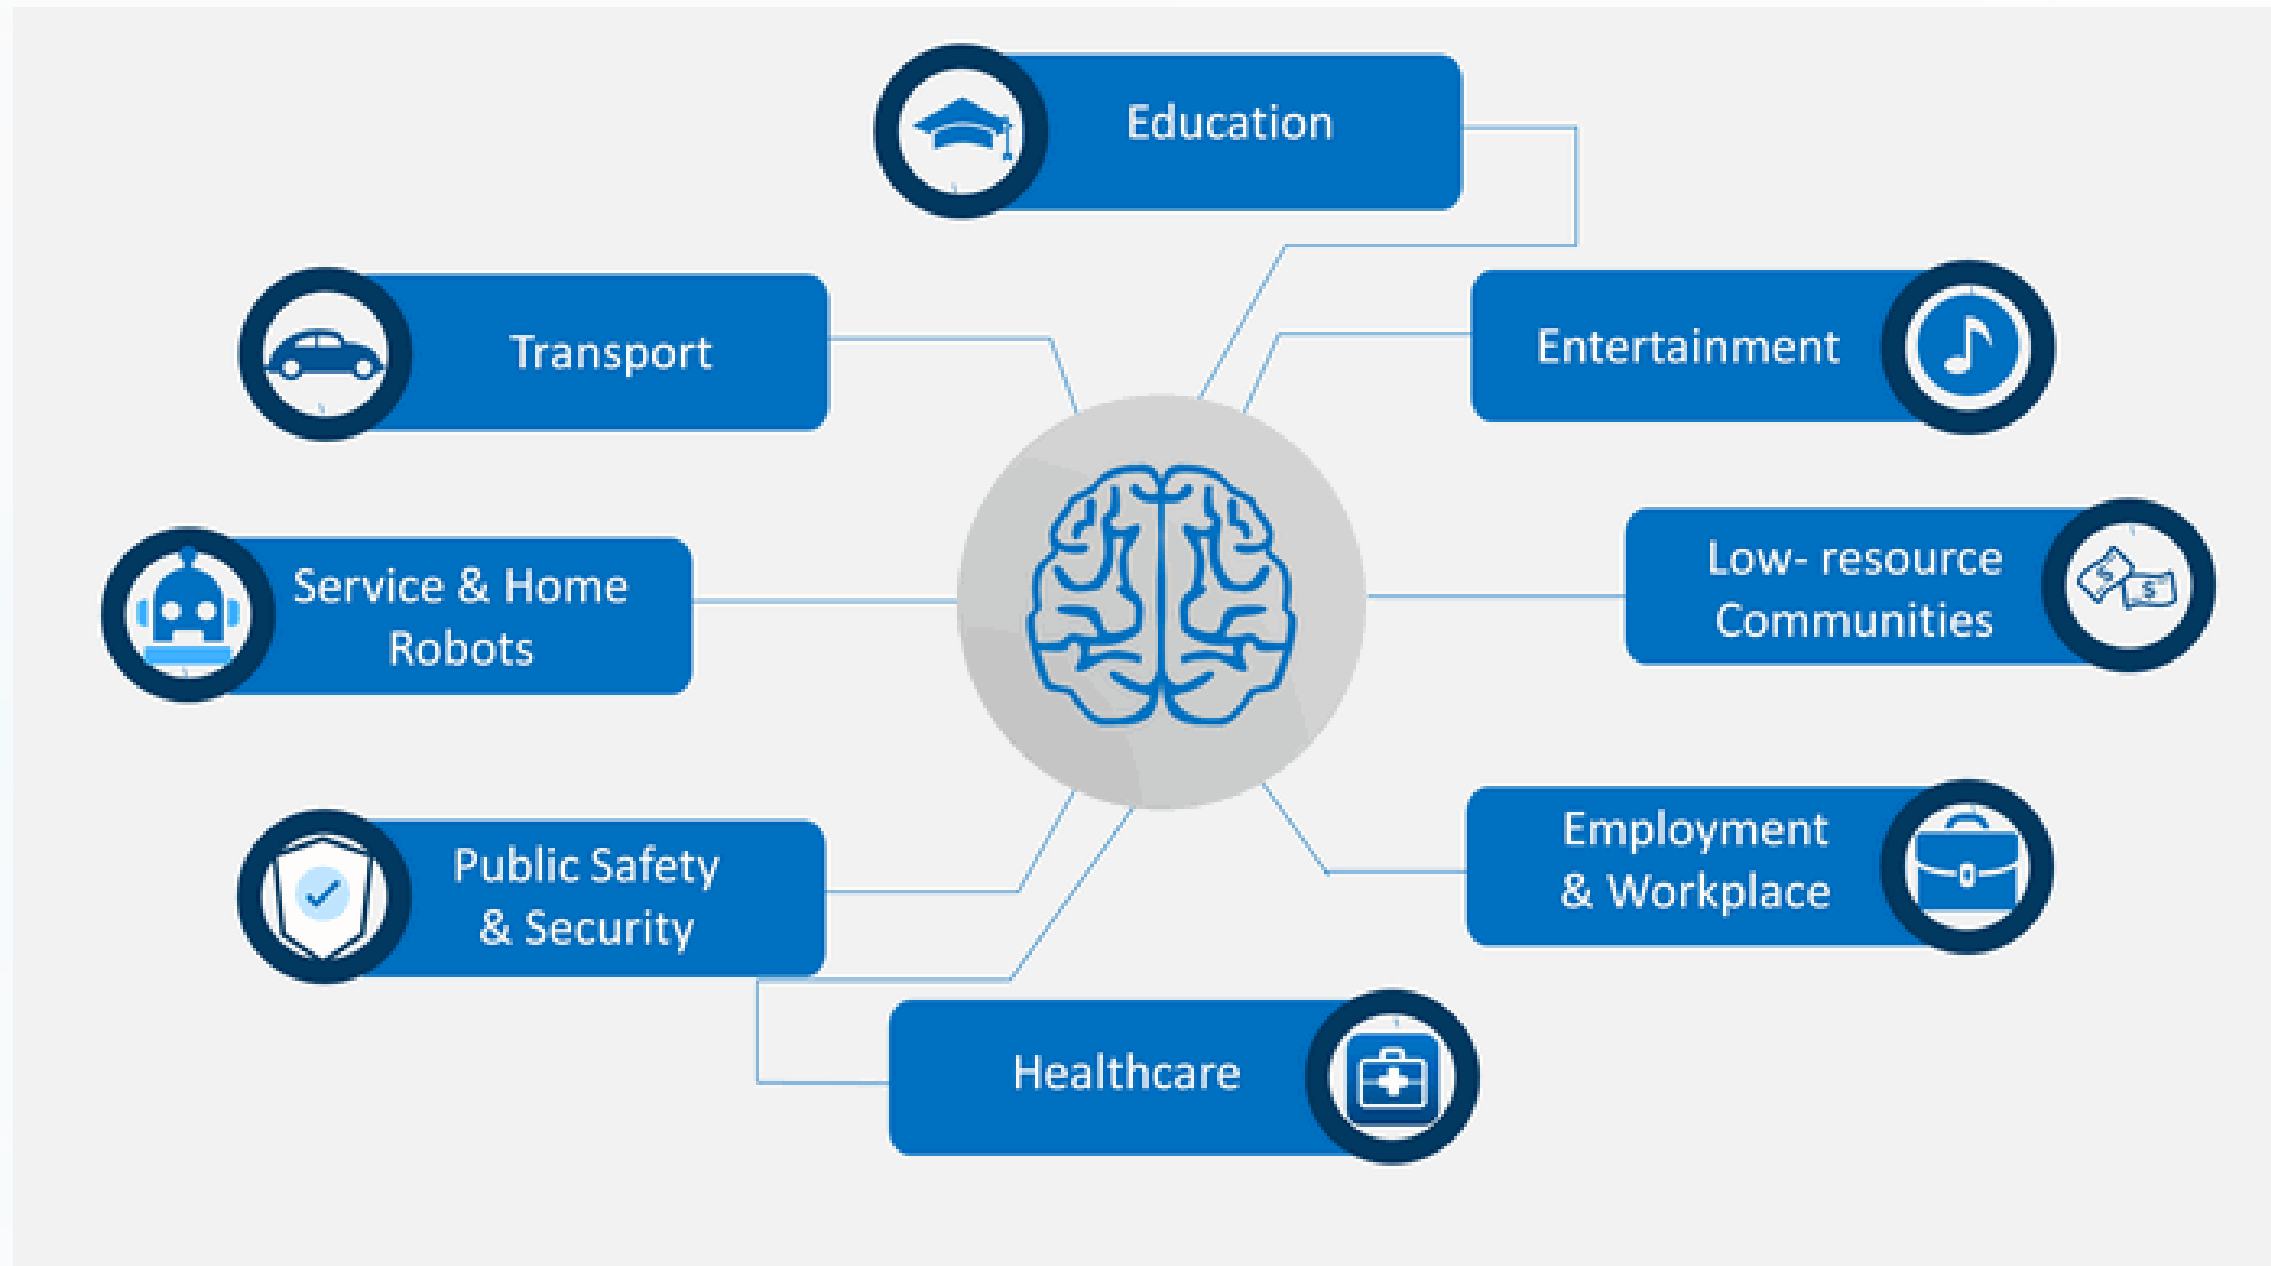 Education
Transport
Entertainment
Service & Home
Robots
Low- resource
Communities
Public Safety
& Security
Employment
& Workplace
Healthcare